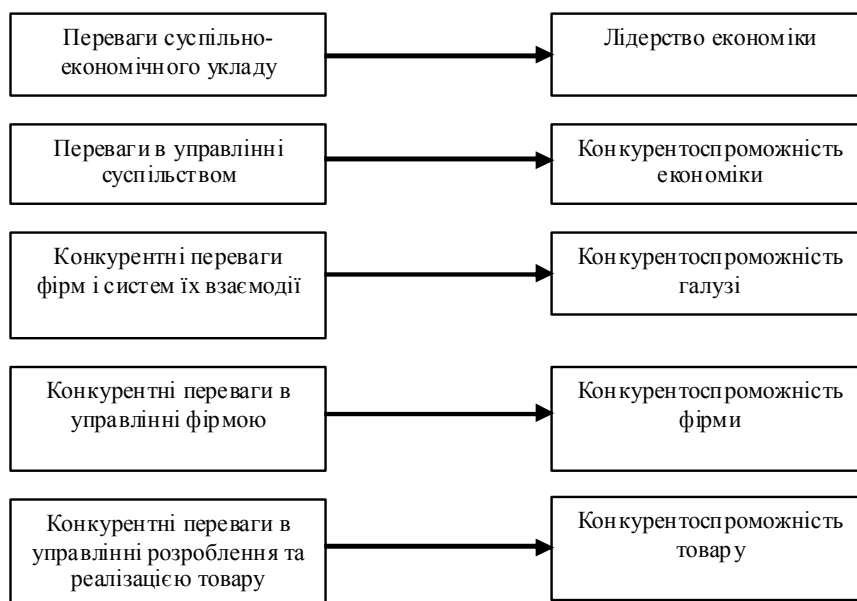 Переваги суспільно-
економічного укладу
Лідерство економіки
Переваги в управлінні
суспільством
Конкурентоспроможність
економіки
Конкурентні переваги
фірм і систем їх взаємодії
Конкурентоспроможність
галузі
Конкурентні переваги в
управлінні фірмою
Конкурентоспроможність
фірми
Конкурентні переваги в
управлінні розроблення та
реалізацією товару
Конкурентоспроможність
товару